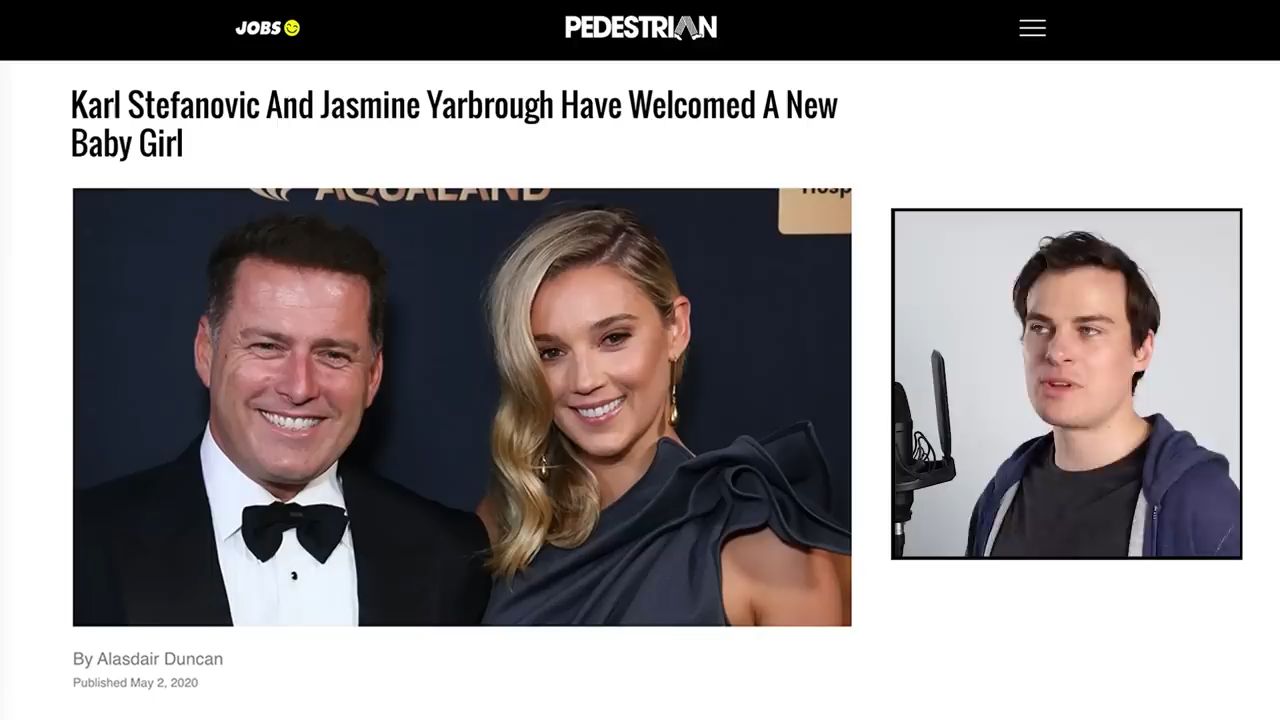 JOBS
PEDESTRIAN
Karl Stefanovic And Jasmine Yarbrough Have Welcomed A New
Baby Girl
AQUALAND
Hosp
By Alasdair Duncan
Published May 2, 2020